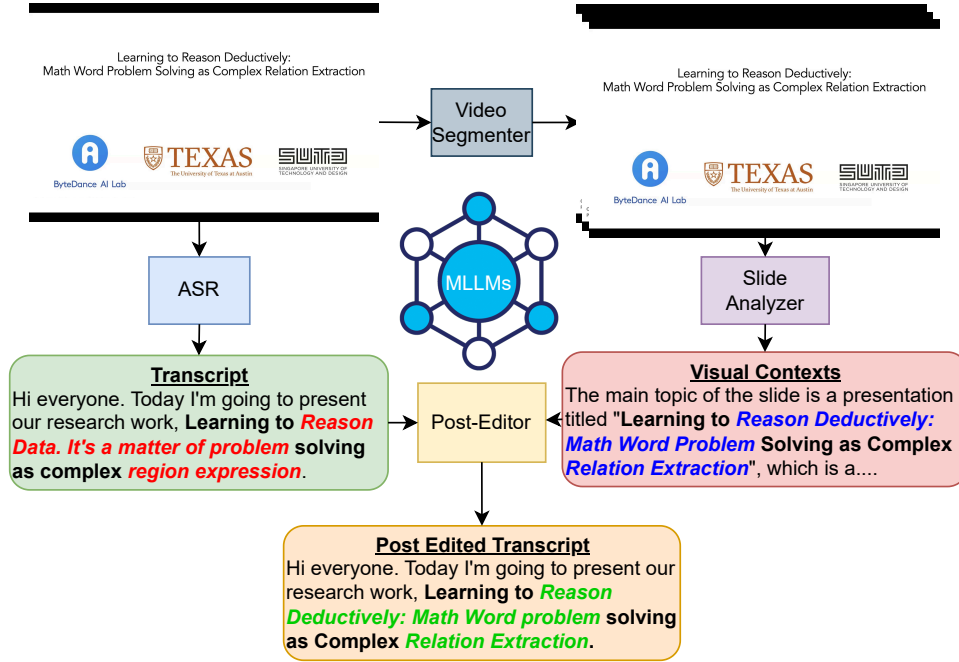 Learning to Reason Deductively:
Math Word Problem Solving as Complex Relation Extraction
ByteDance AI Lab
TEXAS
The University of Texas at Austin
SUTD
SINGAPORE UNIVERSITY OF
TECHNOLOGY AND DESIGN
Video
Segmenter
Learning to Reason Deductively:
Math Word Problem Solving as Complex Relation Extraction
ByteDance AI Lab
TEXAS
The University of Texas at Austin
SUTD
SINGAPORE UNIVERSITY OF
TECHNOLOGY AND DESIGN
ASR
MLLMs
Slide
Analyzer
Transcript
Hi everyone. Today I'm going to present
our research work, Learning to Reason
Data. It's a matter of problem solving
as complex region expression.
Post-Editor
Visual Contexts
The main topic of the slide is a presentation
titled "Learning to Reason Deductively:
Math Word Problem Solving as Complex
Relation Extraction", which is a....
Post Edited Transcript
Hi everyone. Today I'm going to present our
research work, Learning to Reason
Deductively: Math Word problem solving
as Complex Relation Extraction.